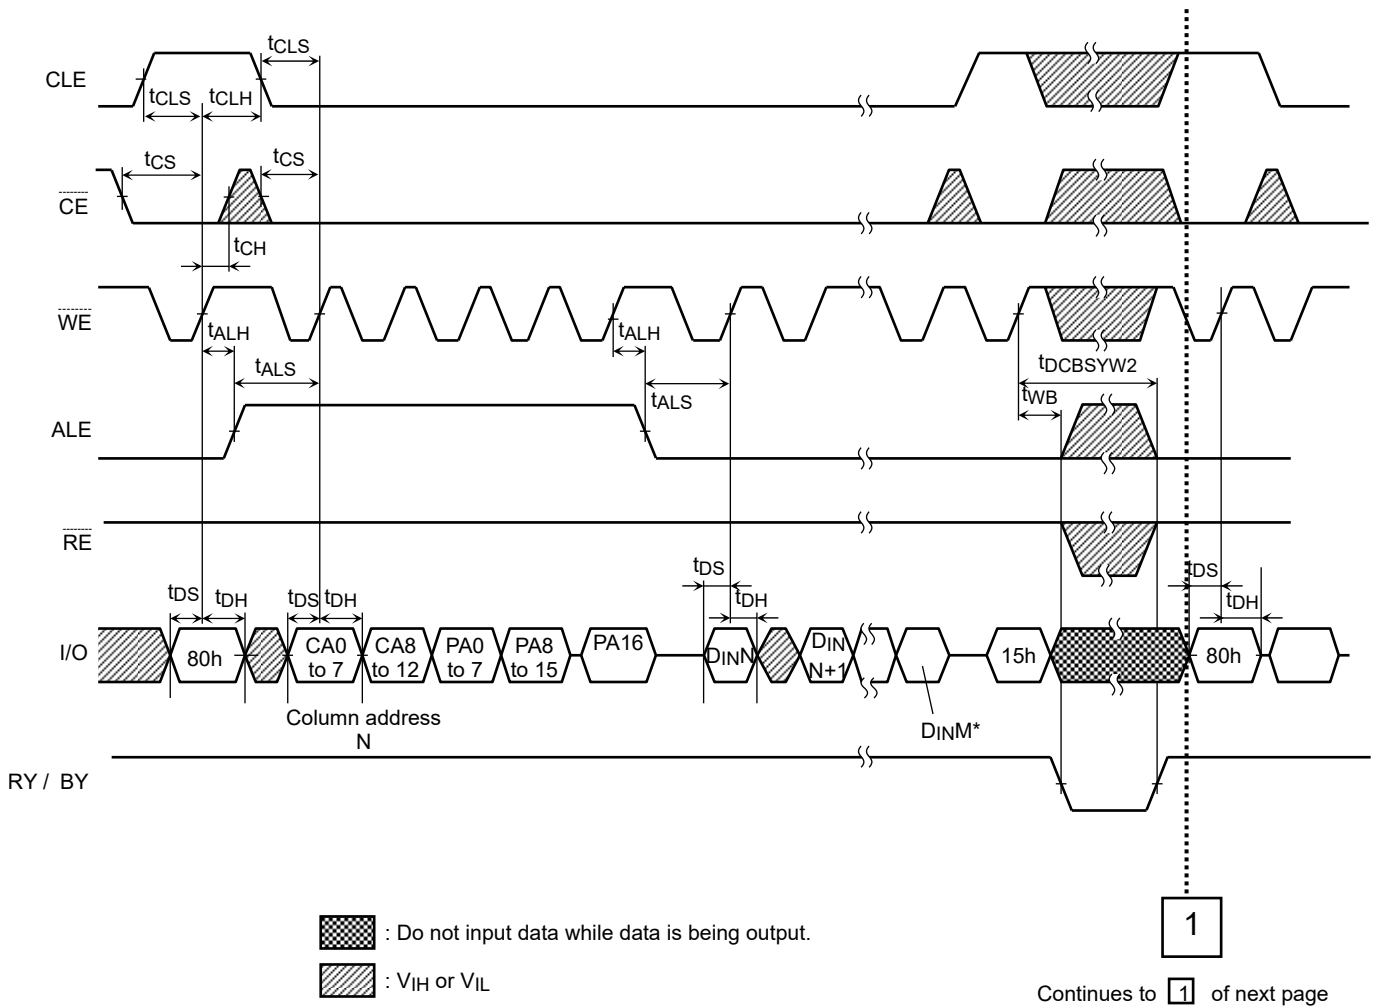 tCLS
CLE
tCLS tCLH
tCS tCS
CE
tCH
WE
tALH tALH
tALS
tDCBSYW2
tWB
tALS
ALE
RE
tDS tDH tDS tDH tDS tDH tDS tDH
I/O
80h
CA0 to 7
CA8 to 12
PA0 to 7
PA8 to 15
PA16
DINN
DIN N+1
15h
80h
Column address
N
DINM*
RY / BY
1
: Do not input data while data is being output.
: VIH or VIL
Continues to 1 of next page